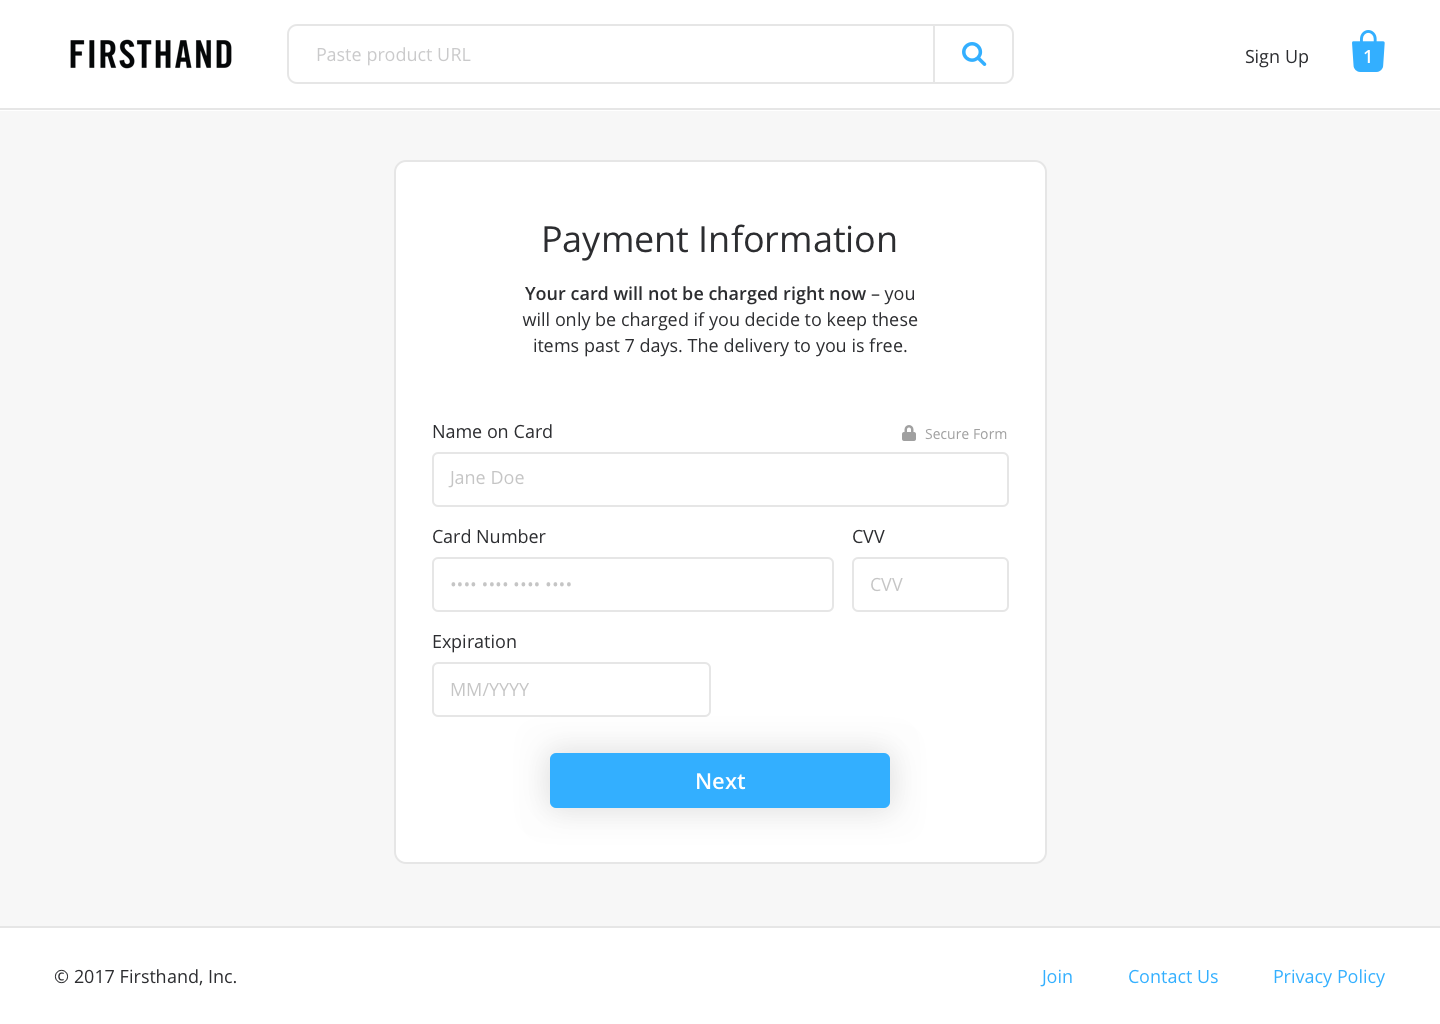 FIRSTHAND
Paste product URL
Sign Up
1
Payment Information
Your card will not be charged right now – you
will only be charged if you decide to keep these
items past 7 days. The delivery to you is free.
Name on Card
Secure Form
Jane Doe
Card Number
CVV
•••• •••• •••• ••••
CVV
Expiration
MM/YYYY
Next
© 2017 Firsthand, Inc.
Join
Contact Us
Privacy Policy